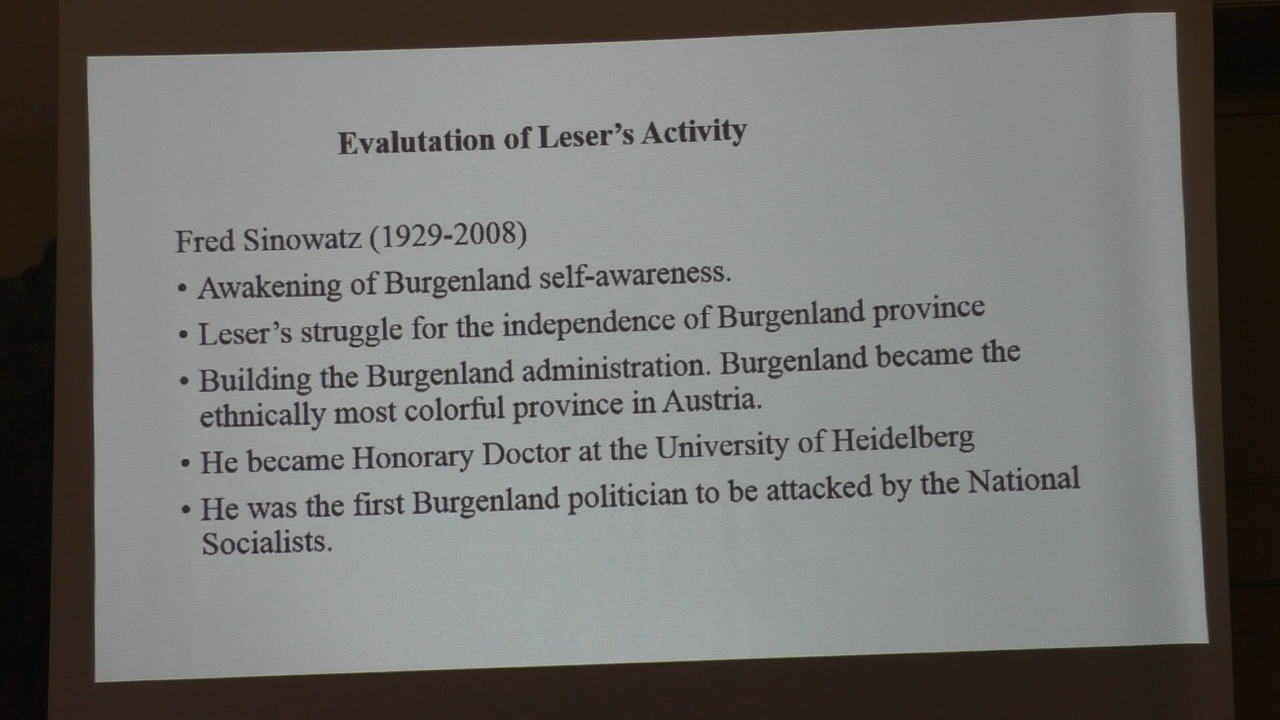 Evalutation of Leser's Activity
Fred Sinowatz (1929-2008)
• Awakening of Burgenland self-awareness.
• Leser's struggle for the independence of Burgenland province
• Building the Burgenland administration. Burgenland became the
ethnically most colorful province in Austria.
• He became Honorary Doctor at the University of Heidelberg
• He was the first Burgenland politician to be attacked by the National
Socialists.